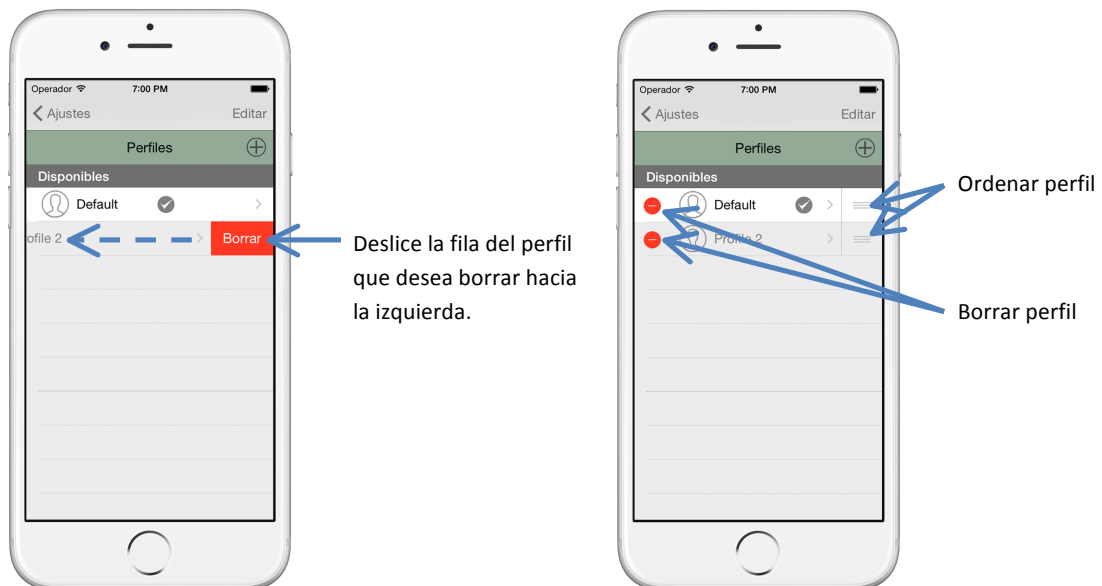 Operador 7:00 PM
Ajustes Editar
Perfiles
Disponibles
Default
ofile 2 Borrar
Deslice la fila del perfil
que desea borrar hacia
la izquierda.
Operador 7:00 PM
Ajustes Editar
Perfiles
Disponibles
Default
Profile 2
Ordenar perfil
Borrar perfil